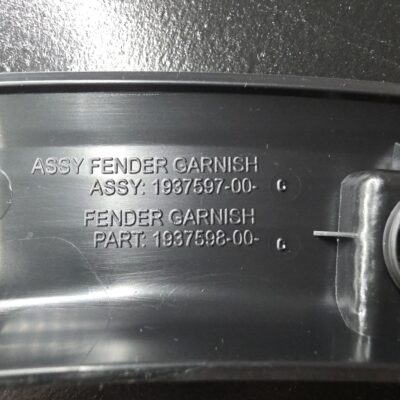 ASSY FENDER GARNISH
ASSY: 1937597-00- G
FENDER GARNISH
PART: 1937598-00- G